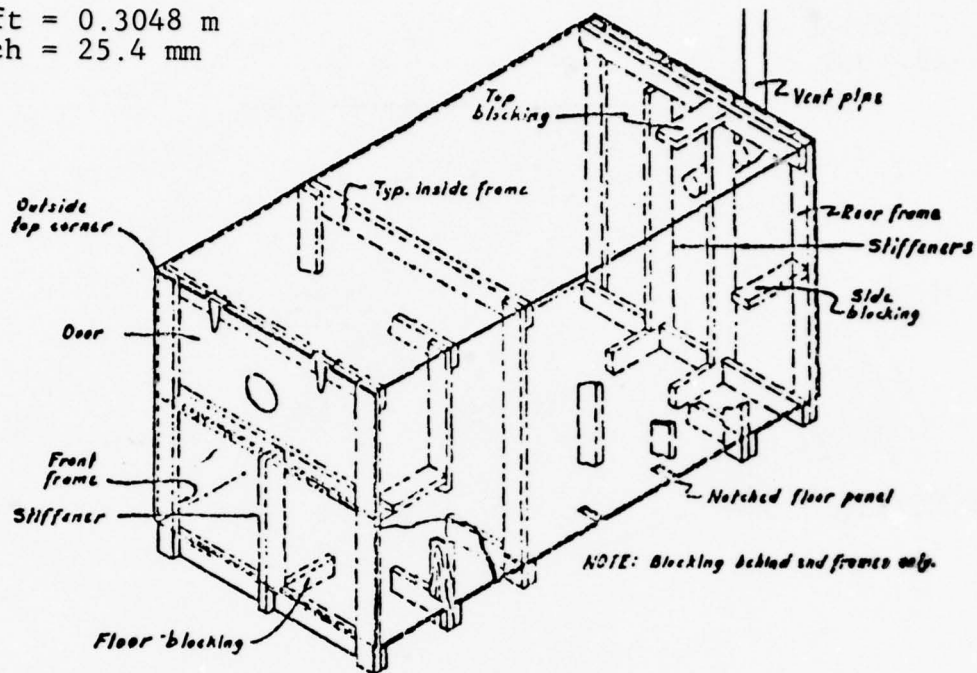 ft = 0.3048 m
ch = 25.4 mm
Vent pipe
Top
blocking
Typ. inside frame
Outside
top corner
Rear frame
Stiffeners
Side
blocking
Door
Front
frame
Stiffener
Notched floor panel
NOTE: Blocking behind end frames only.
Floor blocking